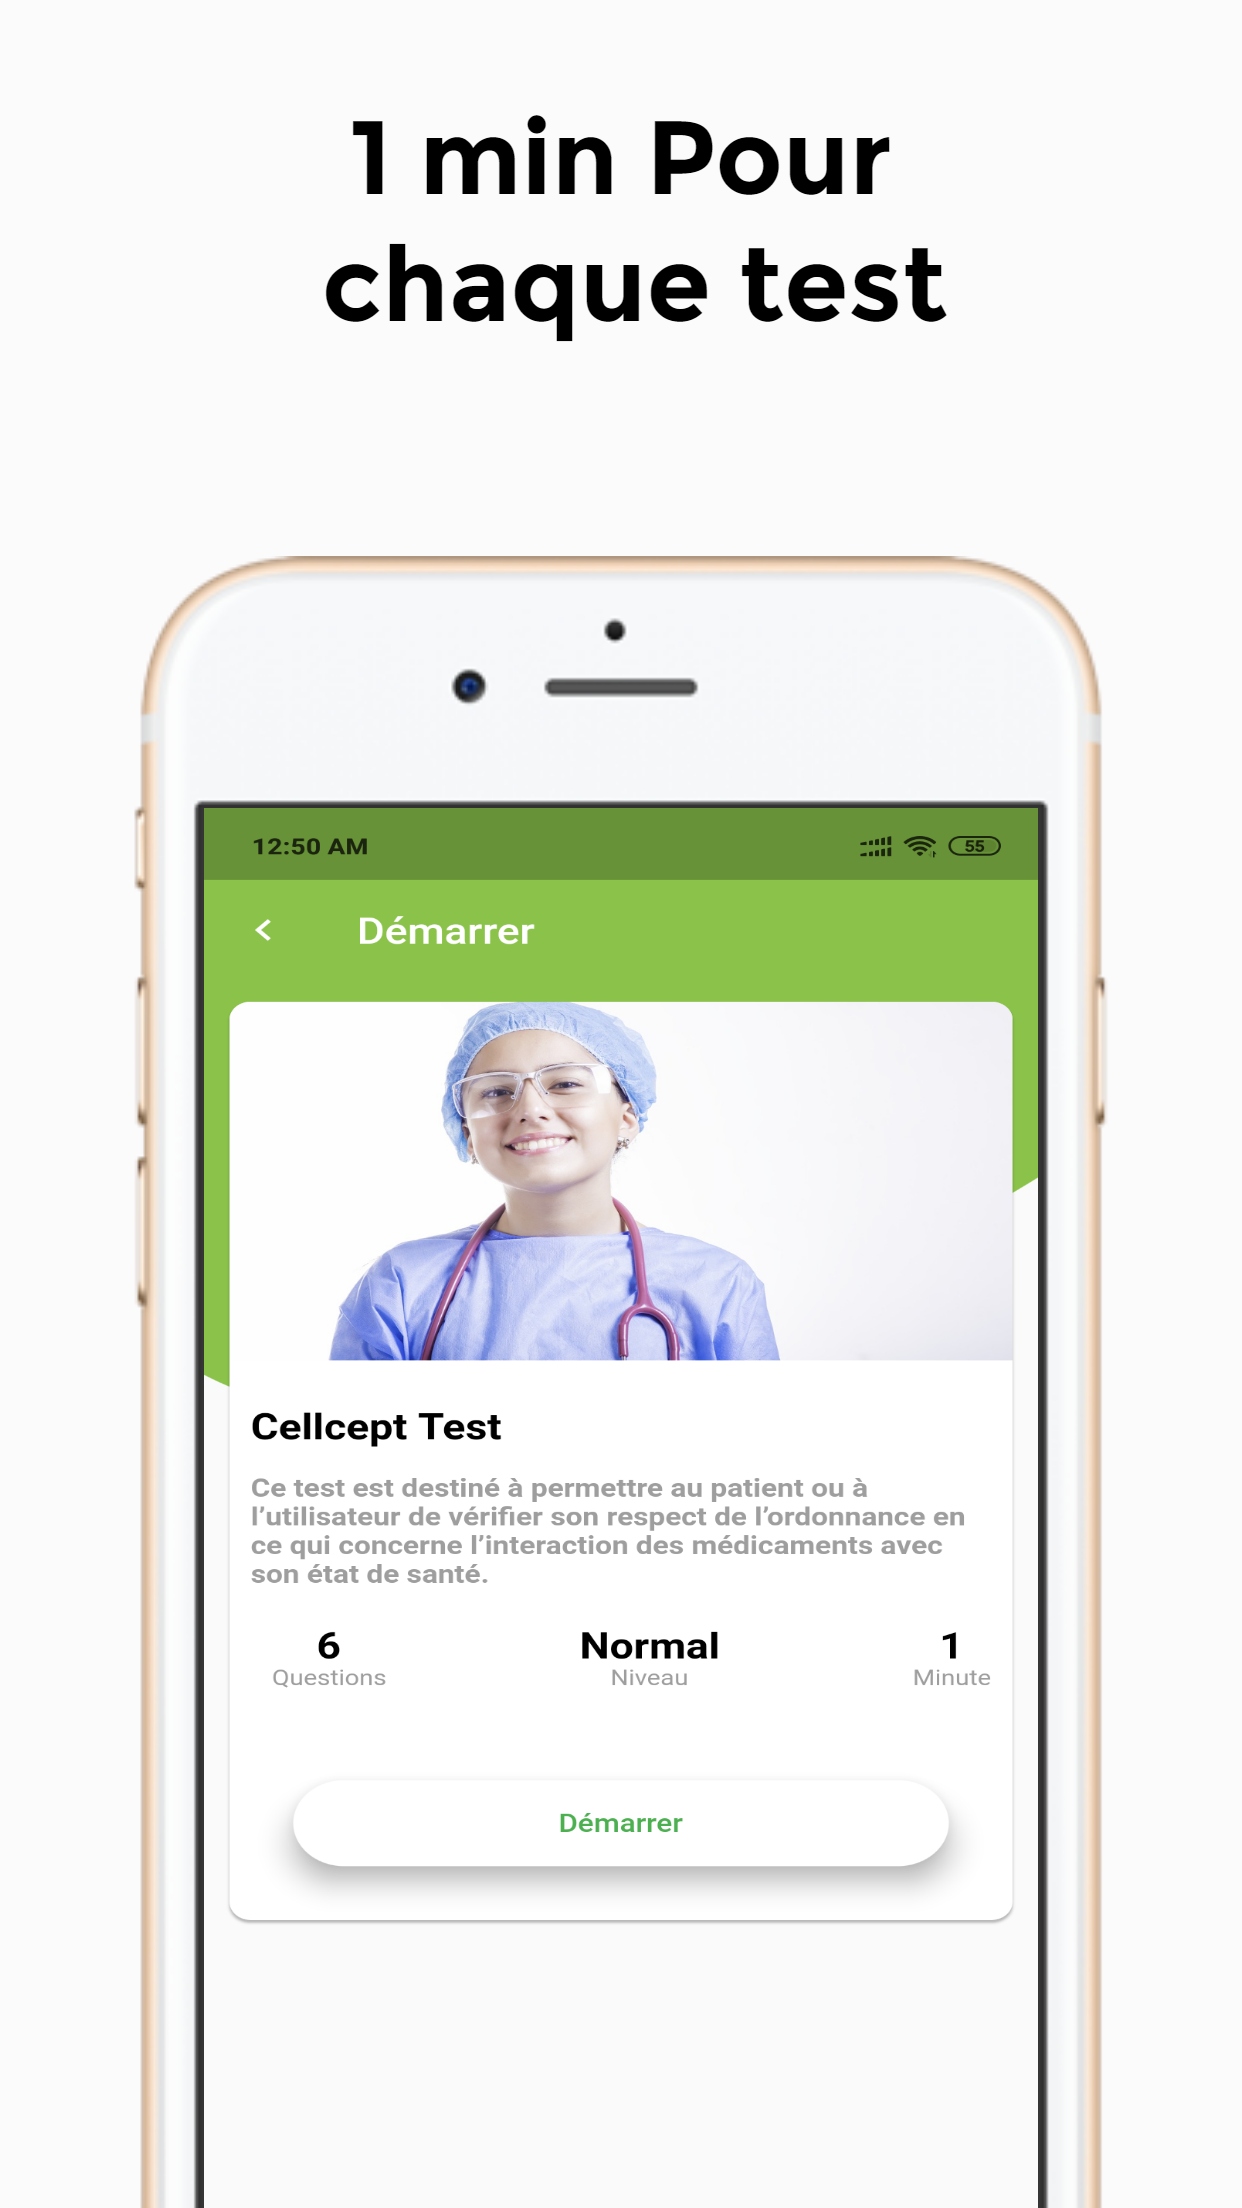 1 min Pour
chaque test
12:50 AM
55
Démarrer
Cellcept Test
Ce test est destiné à permettre au patient ou à
l’utilisateur de vérifier son respect de l’ordonnance en
ce qui concerne l’interaction des médicaments avec
son état de santé.
6 Normal 1
Questions Niveau Minute
Démarrer